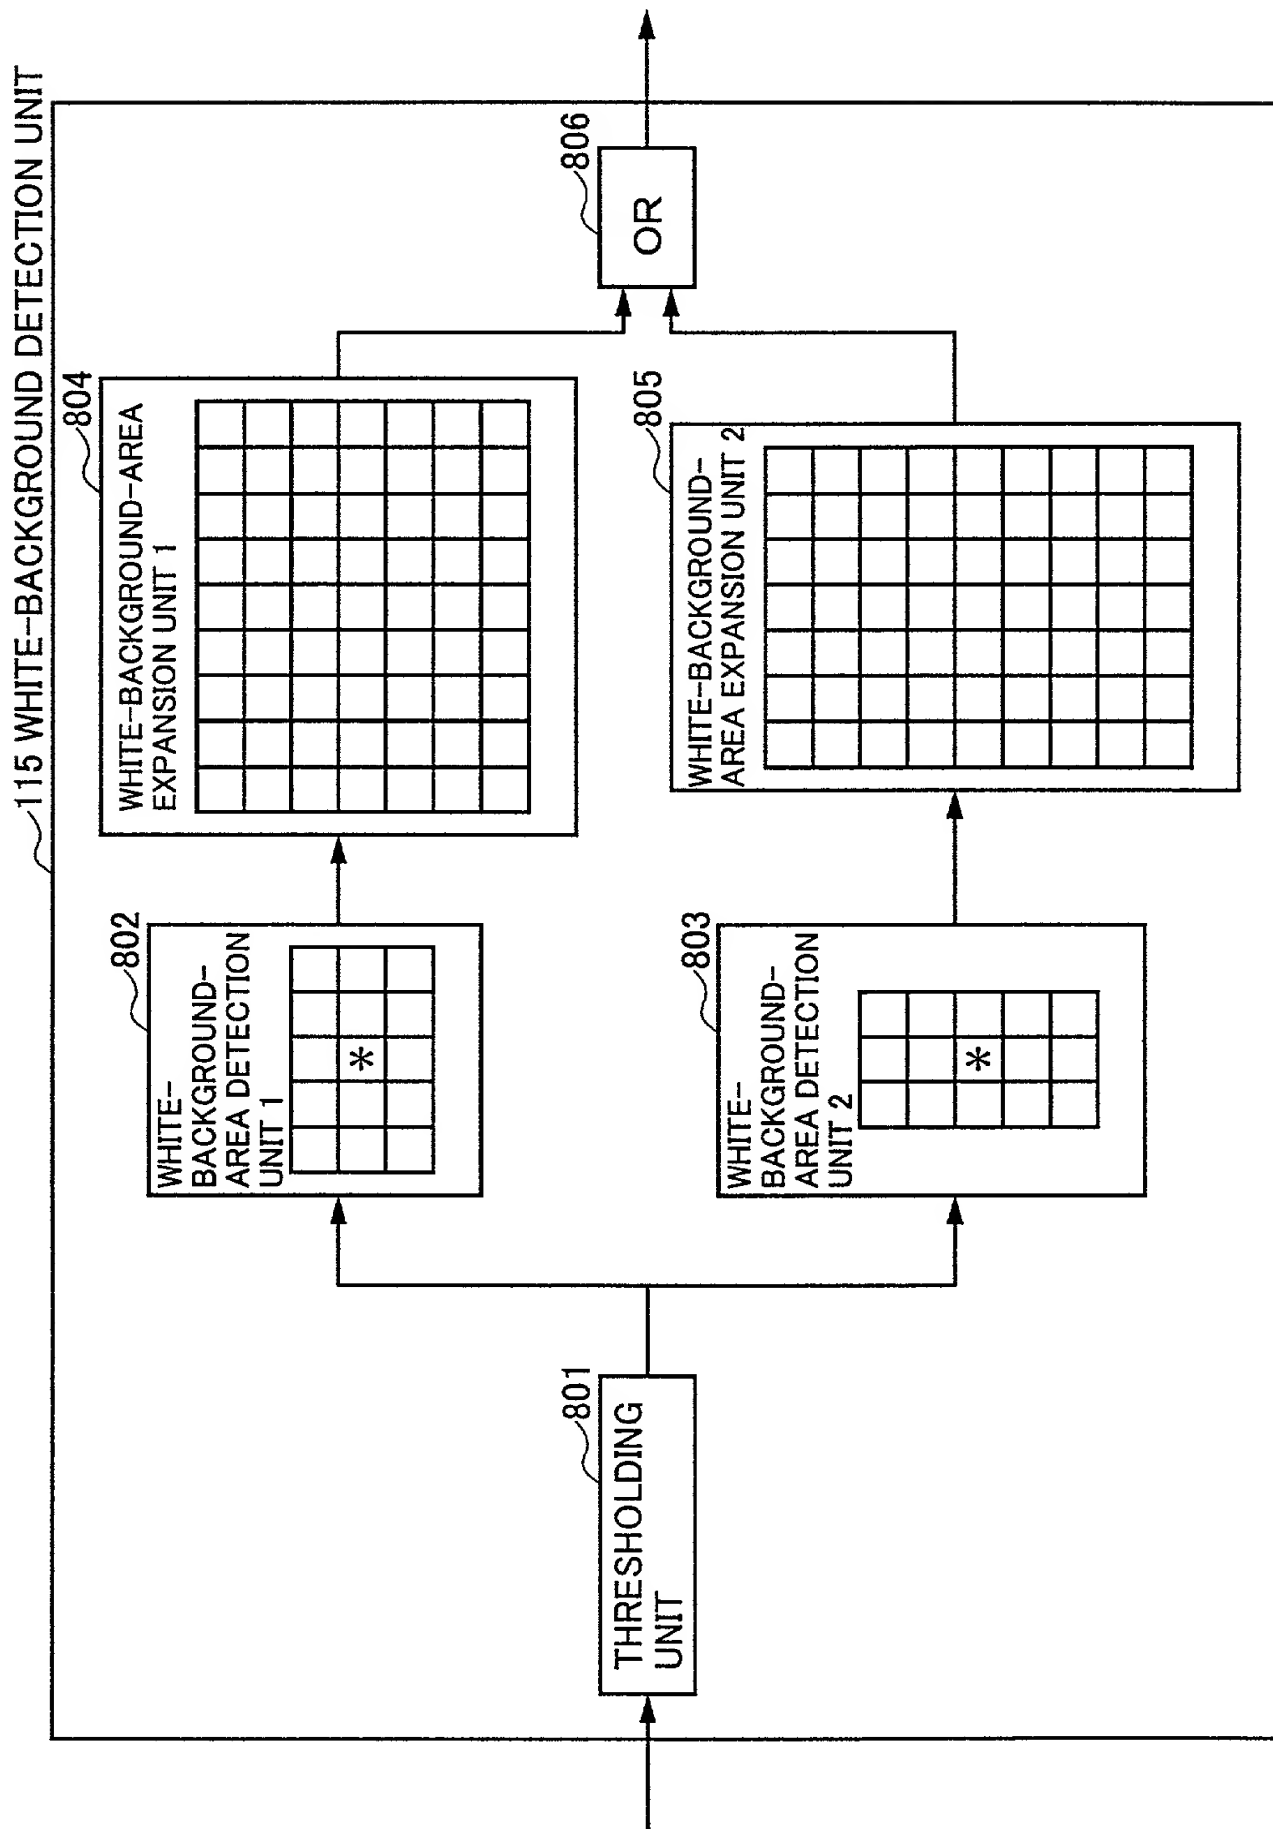 115 WHITE-BACKGROUND DETECTION UNIT
801
THRESHOLDING
UNIT
802
WHITE-
BACKGROUND-
AREA DETECTION
UNIT 1
*
804
WHITE-BACKGROUND-AREA
EXPANSION UNIT 1
803
WHITE-
BACKGROUND-
AREA DETECTION
UNIT 2
*
805
WHITE-BACKGROUND-
AREA EXPANSION UNIT 2
806
OR